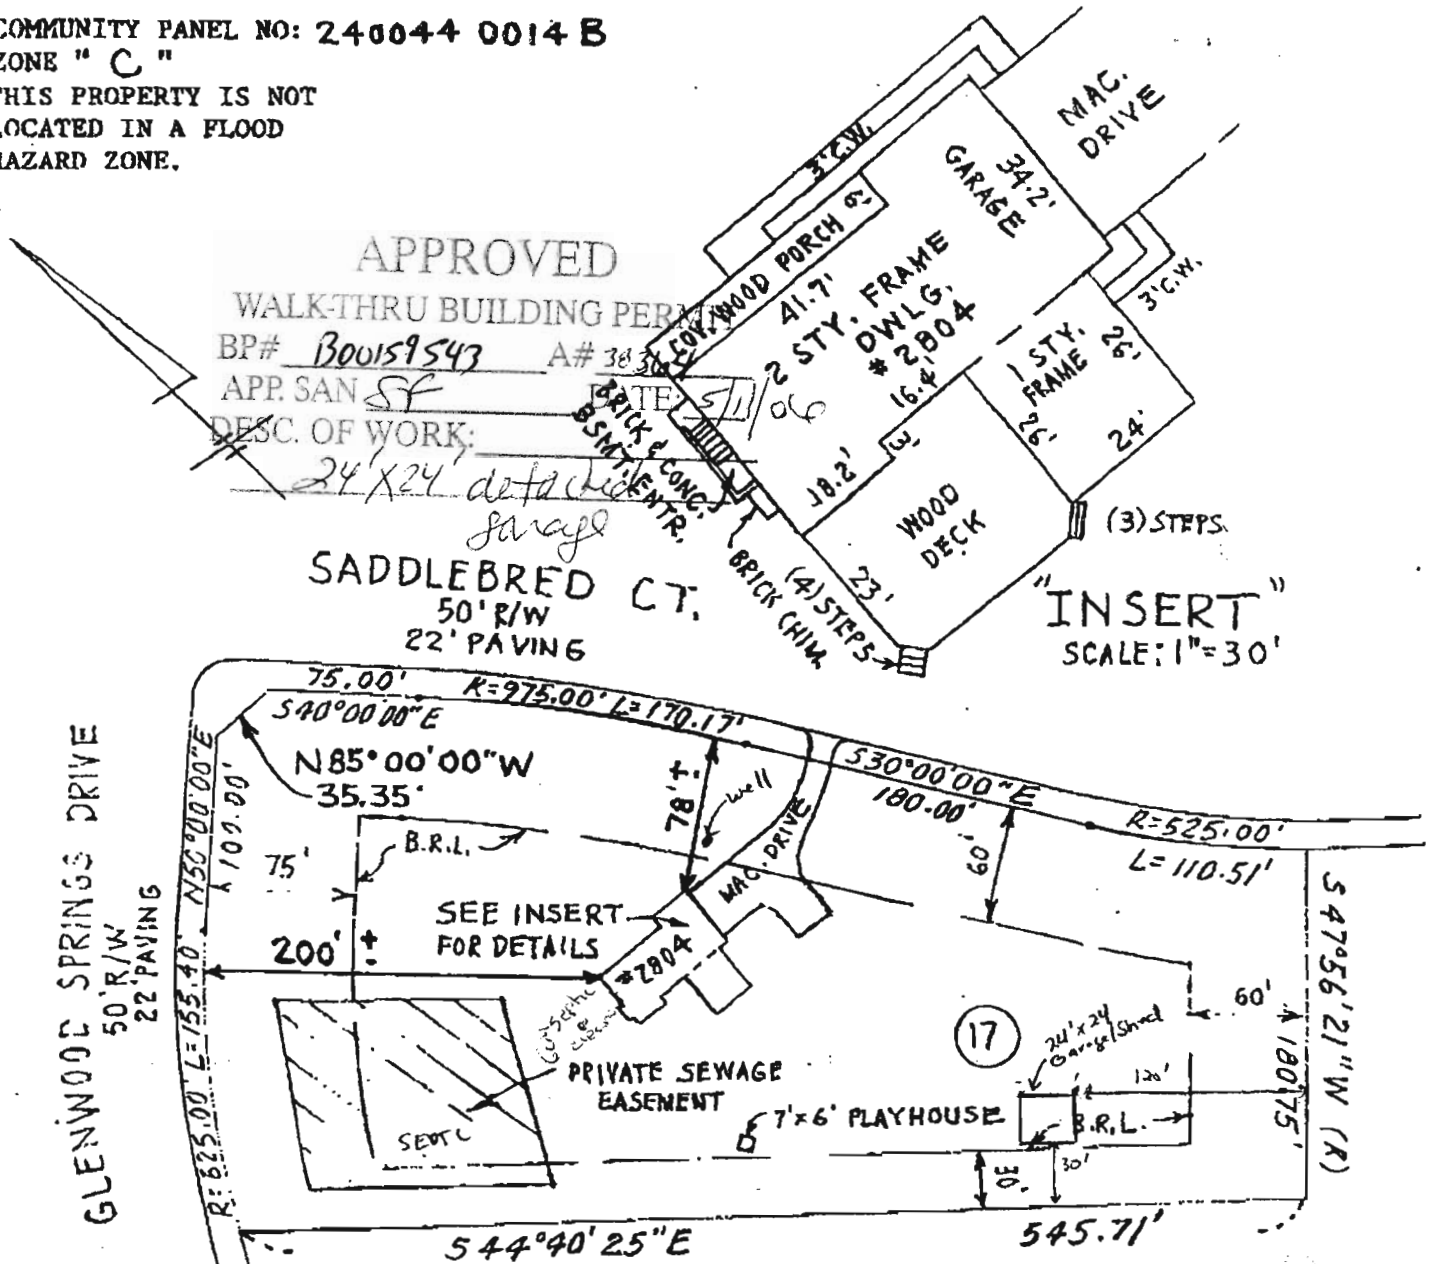 COMMUNITY PANEL NO: 240044 0014 B
ZONE " C "
THIS PROPERTY IS NOT
LOCATED IN A FLOOD
HAZARD ZONE.
APPROVED
WALK-THRU BUILDING PERMIT
BP# B00159543 A#
APP. SAN SF DATE: 5/11/06
DESC. OF WORK:
24'X24' detached
garage
MAC.
DRIVE
3'C.W.
GARAGE
34.2'
COV. WOOD PORCH 6'
41.7'
2 STY. FRAME
DWLG.
#2804
16.4'
3'C.W.
1 STY.
FRAME
26'
26'
24'
18.2'
3'
WOOD
DECK
23'
(3) STEPS
BRICK & CONC.
BSMT. ENTR.
BRICK CHIM.
(4) STEPS
"INSERT"
SCALE: 1"=30'
SADDLEBRED CT.
50' R/W
22' PAVING
75.00'
S40°00'00"E
R=975.00' L=170.17'
S30°00'00"E
180.00'
R=525.00'
L=110.51'
N85°00'00"W
35.35'
N50°00'00"E
100.00'
GLENWOOD SPRINGS DRIVE
50' R/W
22' PAVING
R=625.00' L=155.40'
75'
B.R.L.
78'±
well
MAC. DRIVE
60'
SEE INSERT
FOR DETAILS
#2804
200'±
17
24'x24
Garage/Shed
60'
120'
S47°56'21"W (R)
180.75'
PRIVATE SEWAGE
EASEMENT
SEPTC
7'x6' PLAYHOUSE
B.R.L.
30'
30'
S44°40'25"E
545.71'